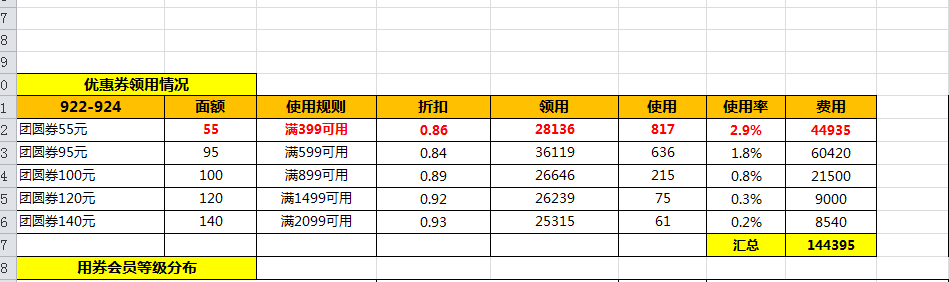 7
8
9
0 优惠券领用情况
1 922-924 面额 使用规则 折扣 领用 使用 使用率 费用
2 团圆券55元 55 满399可用 0.86 28136 817 2.9% 44935
3 团圆券95元 95 满599可用 0.84 36119 636 1.8% 60420
4 团圆券100元 100 满899可用 0.89 26646 215 0.8% 21500
5 团圆券120元 120 满1499可用 0.92 26239 75 0.3% 9000
6 团圆券140元 140 满2099可用 0.93 25315 61 0.2% 8540
7 汇总 144395
8 用券会员等级分布